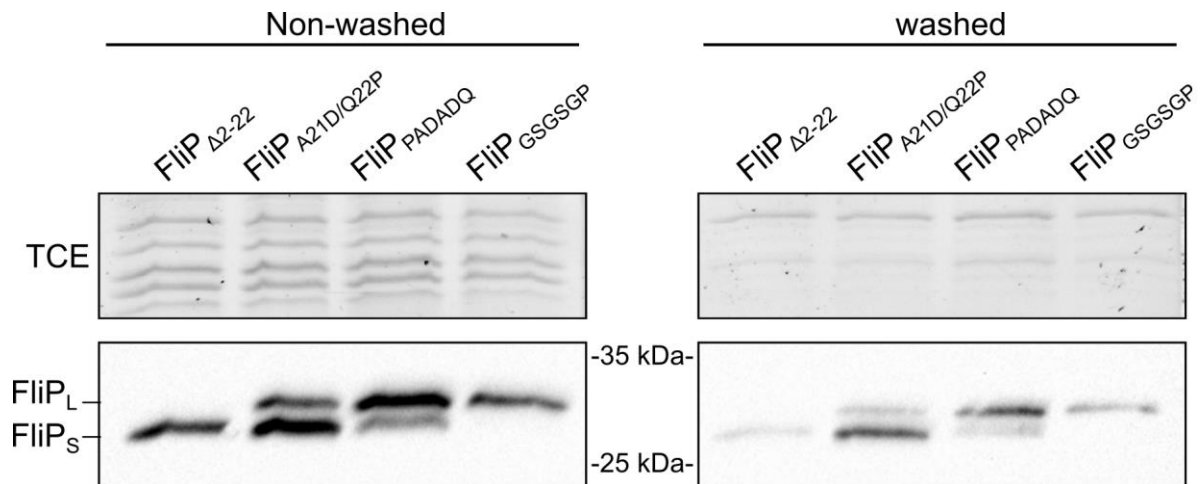 Non-washed
washed
FliP Δ2-22
FliP A21D/Q22P
FliP PADADQ
FliP GSGSGP
FliP Δ2-22
FliP A21D/Q22P
FliP PADADQ
FliP GSGSGP
TCE
-35 kDa-
FliPL
FliPS
-25 kDa-